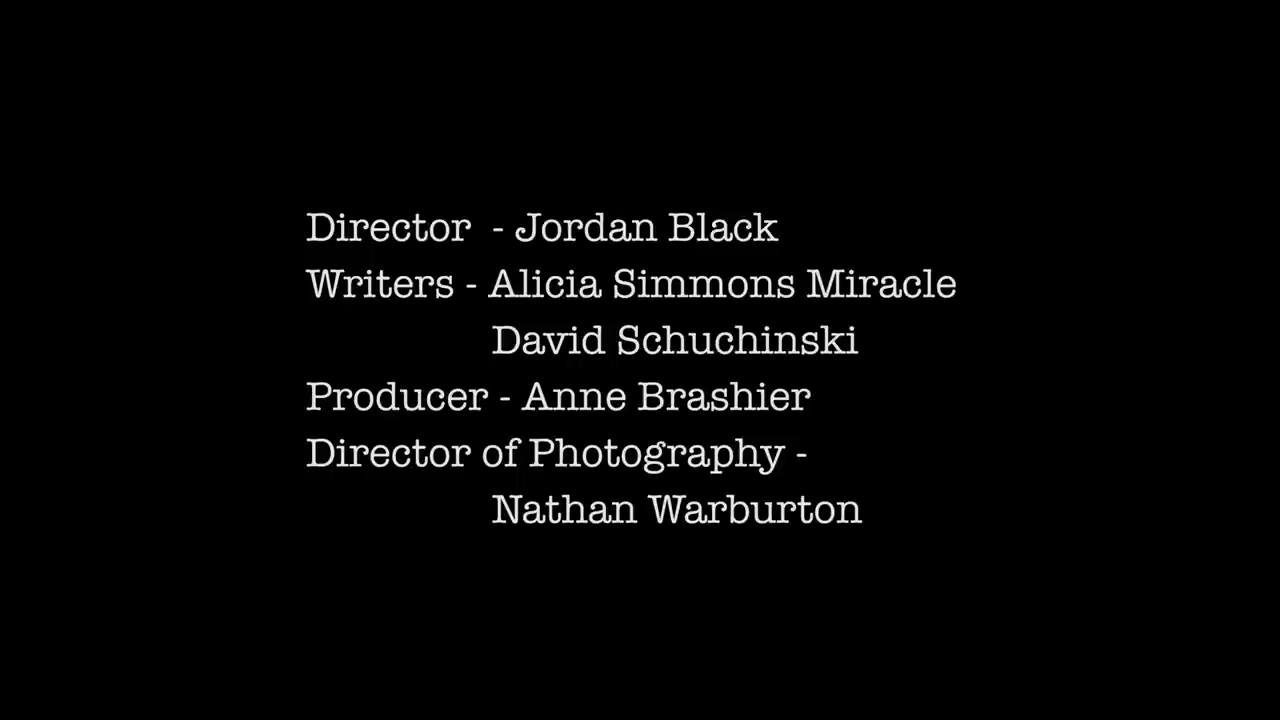 Director  - Jordan Black
Writers - Alicia Simmons Miracle
David Schuchinski
Producer - Anne Brashier
Director of Photography -
Nathan Warburton